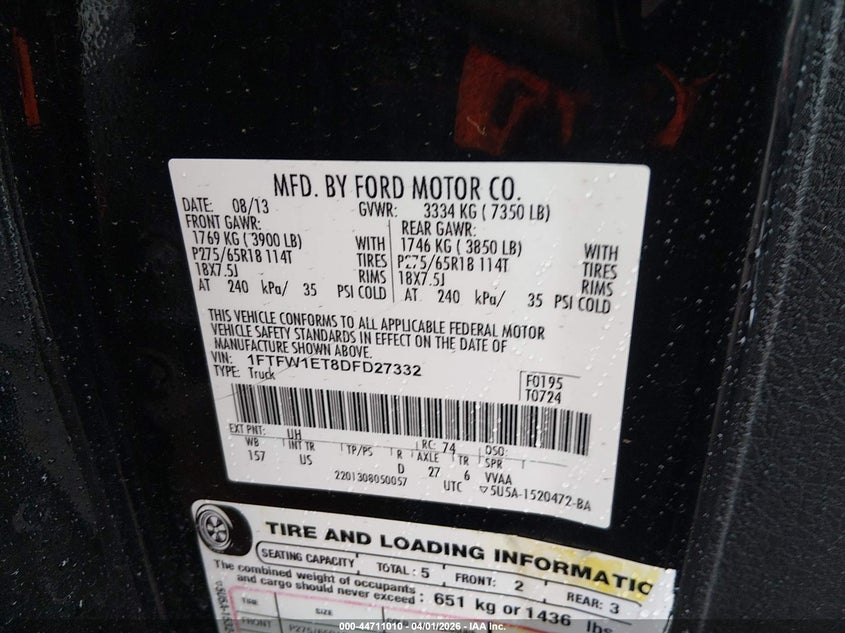 MFD. BY FORD MOTOR CO.
DATE: 08/13 GVWR: 3334 KG ( 7350 LB)
FRONT GAWR: REAR GAWR:
1769 KG ( 3900 LB) WITH 1746 KG ( 3850 LB) WITH
P275/65R18 114T TIRES P275/65R18 114T TIRES
18X7.5J RIMS 18X7.5J RIMS
AT 240 kPa/ 35 PSI COLD AT 240 kPa/ 35 PSI COLD
THIS VEHICLE CONFORMS TO ALL APPLICABLE FEDERAL MOTOR
VEHICLE SAFETY STANDARDS IN EFFECT ON THE DATE OF
MANUFACTURE SHOWN ABOVE.
VIN: 1FTFW1ET8DFD27332
TYPE: Truck
F0195
T0724
EXT PNT: UH RC: 74 DSO:
WB INT TR TP/PS R AXLE TR SPR
157 US D 27 6 VVAA
2201308050057 UTC ▽5U5A-1520472-BA
TIRE AND LOADING INFORMATIO
SEATING CAPACITY TOTAL : 5 FRONT: 2 REAR: 3
The combined weight of occupants
and cargo should never exceed : 651 kg or 1436 lbs
TIRE SIZE
FRONT
000-44711010 - 04/01/2026 - IAA Inc.